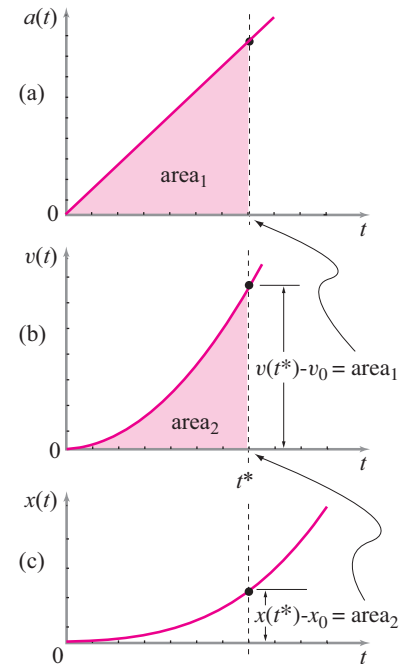 a(t)
(a)
area₁
0
t
v(t)
(b)
v(t*)-v₀ = area₁
area₂
0
t
t*
x(t)
(c)
x(t*)-x₀ = area₂
0
t